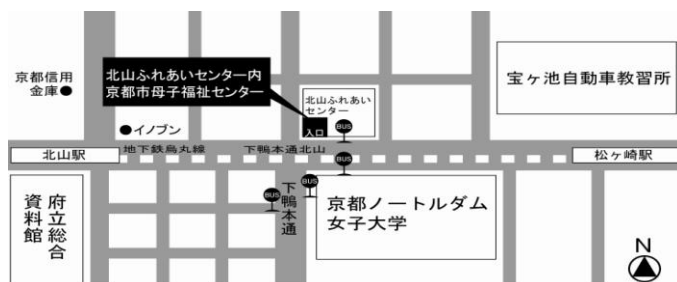 京都信用
金庫●
北山ふれあいセンター内
京都市母子福祉センター
北山ふれあい
センター
入口
BUS
宝ヶ池自動車教習所
●イノブン
北山駅
地下鉄烏丸線
下鴨本通北山
BUS
松ヶ崎駅
府立総合
資料館
BUS
下鴨本通
BUS
京都ノートルダム
女子大学
N